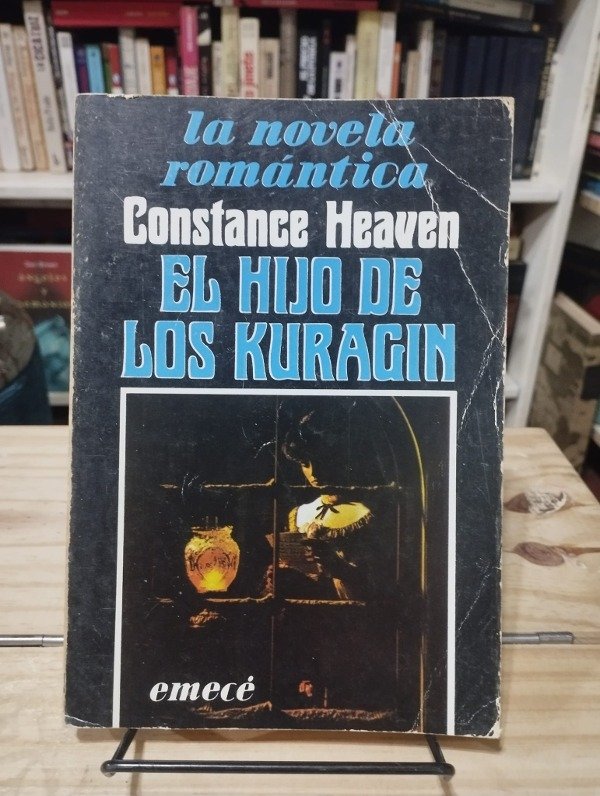 la novela
romántica
Constance Heaven
EL HIJO DE
LOS KURAGIN
emecé